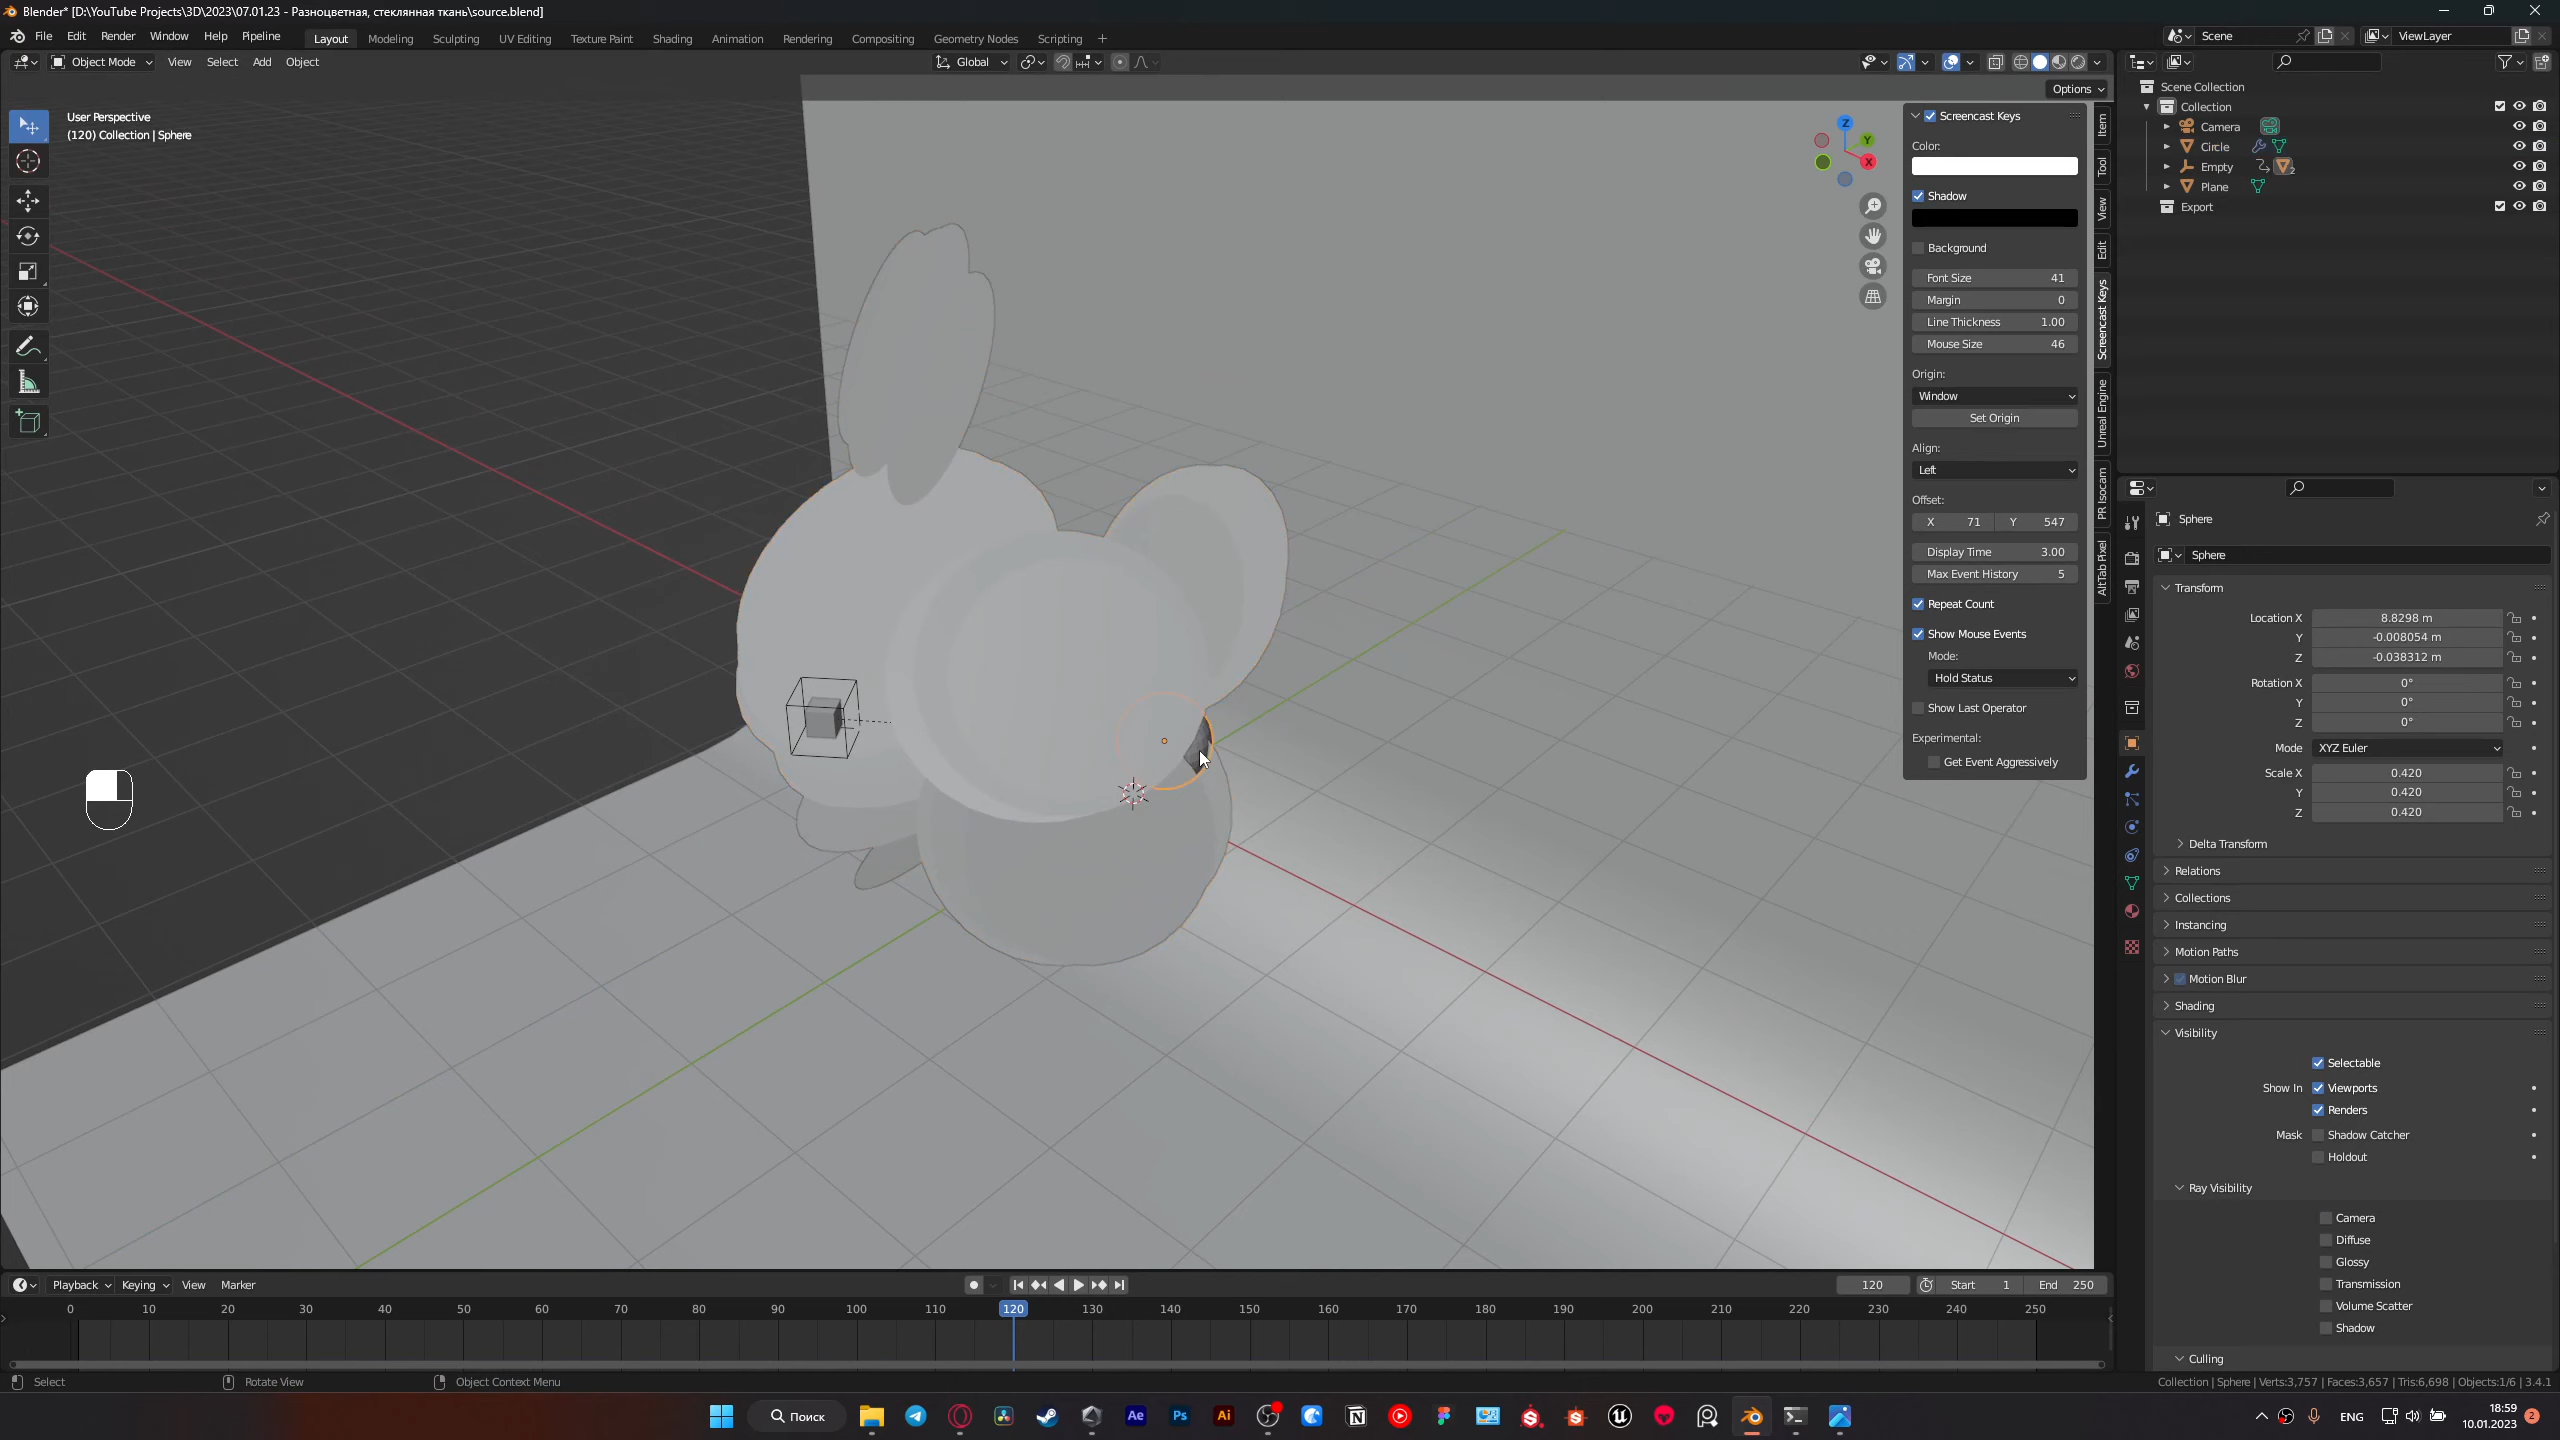 Blender* [D:\YouTube Projects\3D\2023\07.01.23 - Разноцветная, стеклянная ткань\source.blend]
File Edit Render Window Help Pipeline
Layout Modeling Sculpting UV Editing Texture Paint Shading Animation Rendering Compositing Geometry Nodes Scripting +
Scene ViewLayer
Object Mode View Select Add Object
Global
Options
User Perspective
(120) Collection | Sphere
Z
Y
X
Screencast Keys
Color:
Shadow
Background
Font Size 41
Margin 0
Line Thickness 1.00
Mouse Size 46
Origin:
Window
Set Origin
Align:
Left
Offset:
X 71 Y 547
Display Time 3.00
Max Event History 5
Repeat Count
Show Mouse Events
Mode:
Hold Status
Show Last Operator
Experimental:
Get Event Aggressively
Item
Tool
View
Edit
Screencast Keys
Unreal Engine
PR Isocam
AltTab Pixel
Scene Collection
Collection
Camera
Circle
Empty 2
Plane
Export
Sphere
Sphere
Transform
Location X 8.8298 m
Y -0.008054 m
Z -0.038312 m
Rotation X 0°
Y 0°
Z 0°
Mode XYZ Euler
Scale X 0.420
Y 0.420
Z 0.420
Delta Transform
Relations
Collections
Instancing
Motion Paths
Motion Blur
Shading
Visibility
Selectable
Show In Viewports
Renders
Mask Shadow Catcher
Holdout
Ray Visibility
Camera
Diffuse
Glossy
Transmission
Volume Scatter
Shadow
Culling
Playback Keying View Marker
120 Start 1 End 250
0 10 20 30 40 50 60 70 80 90 100 110 120 130 140 150 160 170 180 190 200 210 220 230 240 250
Select Rotate View Object Context Menu
Collection | Sphere | Verts:3,757 | Faces:3,657 | Tris:6,698 | Objects:1/6 | 3.4.1
Поиск
Ae Ps Ai
ENG
18:59
10.01.2023
2